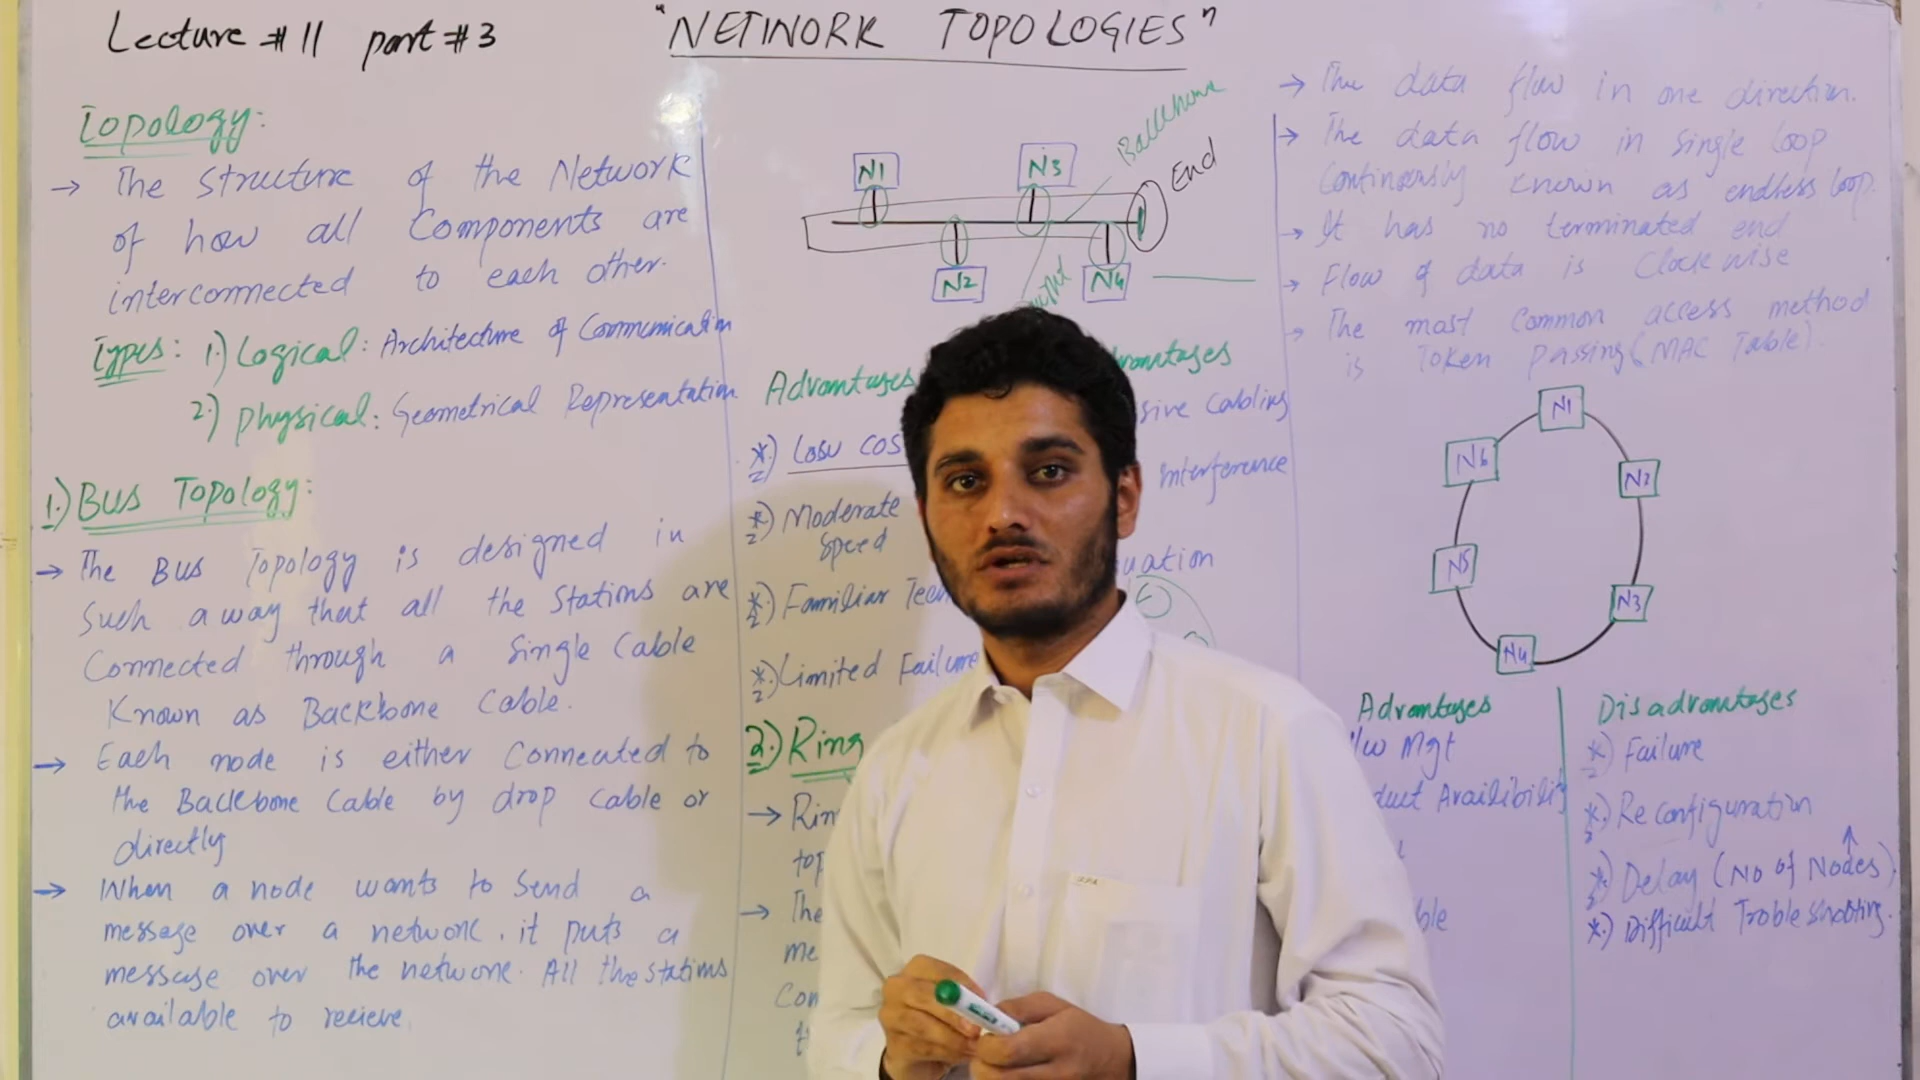 Lecture #11 part #3
"NETWORK TOPOLOGIES"
Topology:
→ The structure of the Network
of how all Components are
interconnected to each other.
Types: 1.) Logical: Architecture of Communication
2.) physical: Geometrical Representation
1.) Bus Topology:
→ The Bus Topology is designed in
Such a way that all the Stations are
Connected through a Single Cable
Known as Backbone Cable.
→ Each node is either Connected to
the Backbone Cable by drop Cable or
directly
→ When a node wants to Send a
message over a network, it puts a
message over the network. All the stations
available to recieve.
N1
N3
Backbone
End
N2
N4
Advantages
*) Low cos
*) Moderate
Speed
*) Familiar Tech
*) Limited Failure
vantages
sive Cabling
interference
uation
2.) Ring
→ Rin
top
→ The
me
Con
→ The data flow in one direction.
→ The data flow in Single loop
Continously Known as endless loop.
→ It has no terminated end
→ Flow of data is Clockwise
→ The most Common access method
is Token passing (MAC Table).
N1
N6
N2
N5
N3
N4
Advantages
/w Mgt
duct Availibility
ble
Disadvantages
*) Failure
*) Reconfiguration
*) Delay (No of Nodes↑)
*) Difficult Trobleshooting.